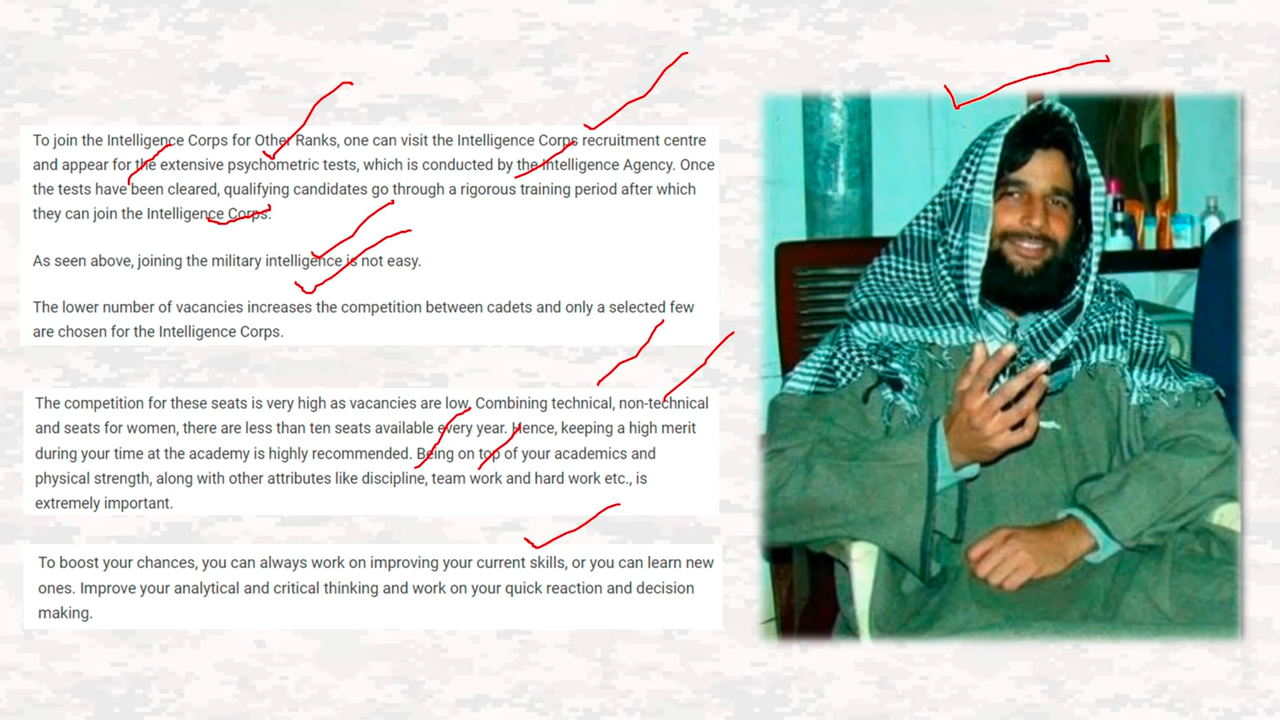 To join the Intelligence Corps for Other Ranks, one can visit the Intelligence Corps recruitment centre
and appear for the extensive psychometric tests, which is conducted by the Intelligence Agency. Once
the tests have been cleared, qualifying candidates go through a rigorous training period after which
they can join the Intelligence Corps.
As seen above, joining the military intelligence is not easy.
The lower number of vacancies increases the competition between cadets and only a selected few
are chosen for the Intelligence Corps.
The competition for these seats is very high as vacancies are low. Combining technical, non-technical
and seats for women, there are less than ten seats available every year. Hence, keeping a high merit
during your time at the academy is highly recommended. Being on top of your academics and
physical strength, along with other attributes like discipline, team work and hard work etc., is
extremely important.
To boost your chances, you can always work on improving your current skills, or you can learn new
ones. Improve your analytical and critical thinking and work on your quick reaction and decision
making.